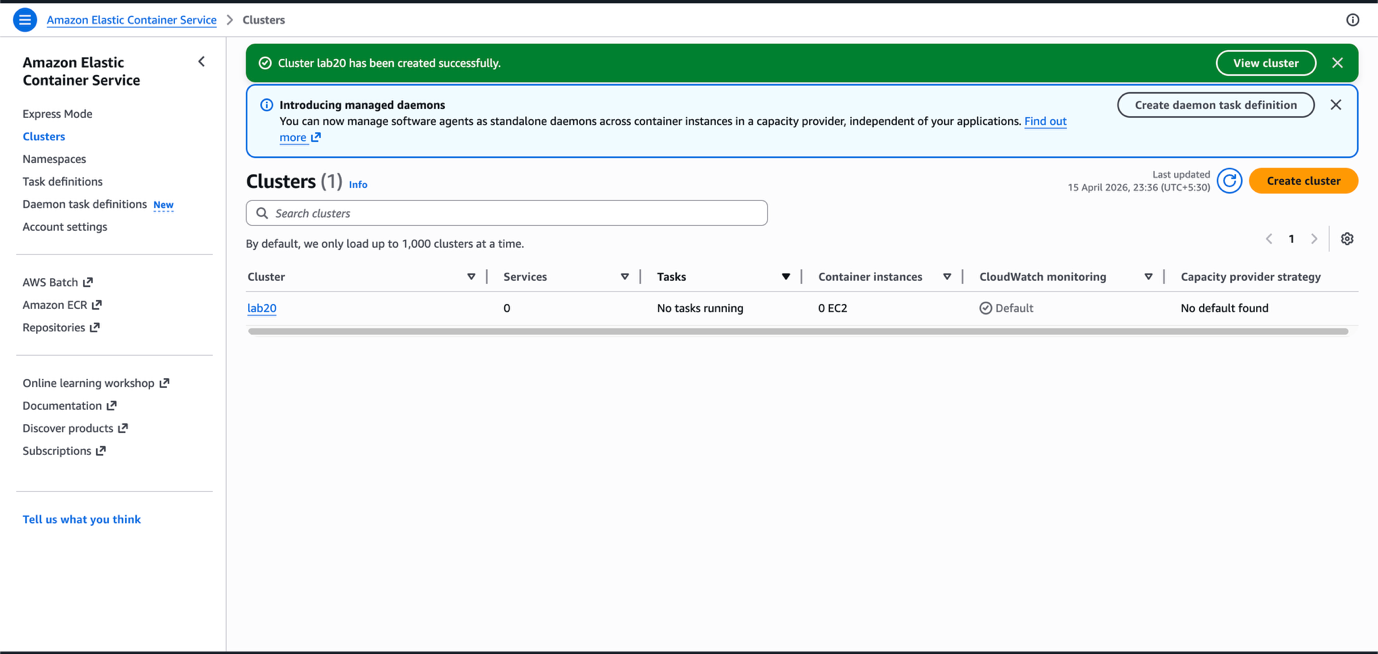 Amazon Elastic Container Service > Clusters
Amazon Elastic
Container Service
Express Mode
Clusters
Namespaces
Task definitions
Daemon task definitions New
Account settings
AWS Batch
Amazon ECR
Repositories
Online learning workshop
Documentation
Discover products
Subscriptions
Tell us what you think
Cluster lab20 has been created successfully.
View cluster
Introducing managed daemons
You can now manage software agents as standalone daemons across container instances in a capacity provider, independent of your applications. Find out
more
Create daemon task definition
Clusters (1) Info
Last updated
15 April 2026, 23:36 (UTC+5:30)
Create cluster
Search clusters
By default, we only load up to 1,000 clusters at a time.
1
Cluster Services Tasks Container instances CloudWatch monitoring Capacity provider strategy
lab20 0 No tasks running 0 EC2 Default No default found